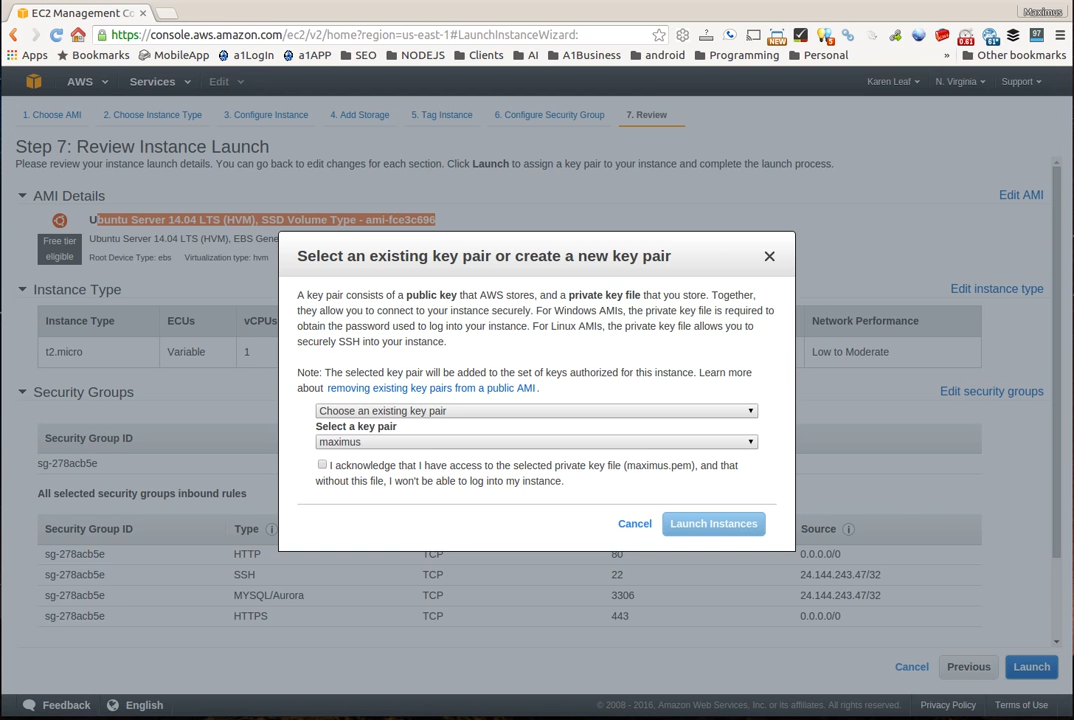 EC2 Management Co
Maximus
https://console.aws.amazon.com/ec2/v2/home?region=us-east-1#LaunchInstanceWizard:
NEW
5
0.61
61°
97
Apps
Bookmarks
MobileApp
a1LogIn
a1APP
SEO
NODEJS
Clients
AI
A1Business
android
Programming
Personal
»
Other bookmarks
AWS
Services
Edit
Karen Leaf
N. Virginia
Support
1. Choose AMI
2. Choose Instance Type
3. Configure Instance
4. Add Storage
5. Tag Instance
6. Configure Security Group
7. Review
Step 7: Review Instance Launch
Please review your instance launch details. You can go back to edit changes for each section. Click Launch to assign a key pair to your instance and complete the launch process.
AMI Details
Edit AMI
Ubuntu Server 14.04 LTS (HVM), SSD Volume Type - ami-fce3c696
Free tier
eligible
Ubuntu Server 14.04 LTS (HVM), EBS Gene
Root Device Type: ebs
Virtualization type: hvm
Select an existing key pair or create a new key pair
A key pair consists of a public key that AWS stores, and a private key file that you store. Together,
they allow you to connect to your instance securely. For Windows AMIs, the private key file is required to
obtain the password used to log into your instance. For Linux AMIs, the private key file allows you to
securely SSH into your instance.
Note: The selected key pair will be added to the set of keys authorized for this instance. Learn more
about removing existing key pairs from a public AMI.
Choose an existing key pair
Select a key pair
maximus
I acknowledge that I have access to the selected private key file (maximus.pem), and that
without this file, I won't be able to log into my instance.
Cancel
Launch Instances
Instance Type
Edit instance type
Instance Type
ECUs
vCPUs
Network Performance
t2.micro
Variable
1
Low to Moderate
Security Groups
Edit security groups
Security Group ID
sg-278acb5e
All selected security groups inbound rules
Security Group ID
Type
Source
sg-278acb5e
HTTP
TCP
80
0.0.0.0/0
sg-278acb5e
SSH
TCP
22
24.144.243.47/32
sg-278acb5e
MYSQL/Aurora
TCP
3306
24.144.243.47/32
sg-278acb5e
HTTPS
TCP
443
0.0.0.0/0
Cancel
Previous
Launch
Feedback
English
© 2008 - 2016, Amazon Web Services, Inc. or its affiliates. All rights reserved.
Privacy Policy
Terms of Use